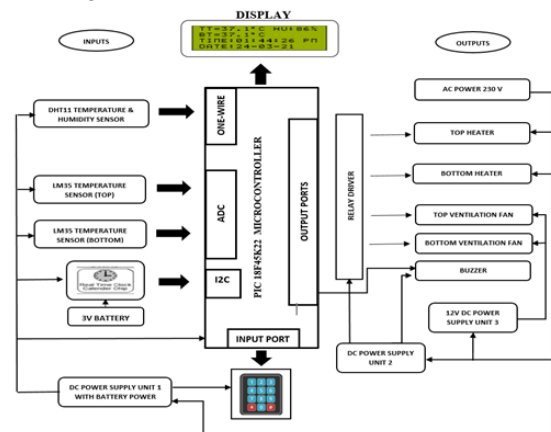 DISPLAY
TT=37.1°C HU:86%
BT=37.1°C
TIME:01:44:26 PM
DATE:24-03-21
INPUTS
OUTPUTS
DHT11 TEMPERATURE &
HUMIDITY SENSOR
LM35 TEMPERATURE
SENSOR (TOP)
LM35 TEMPERATURE
SENSOR (BOTTOM)
Real Time Clock
Calender Chip
3V BATTERY
DC POWER SUPPLY UNIT 1
WITH BATTERY POWER
ONE-WIRE
ADC
I2C
PIC 18F45K22 MICROCONTROLLER
OUTPUT PORTS
INPUT PORT
RELAY DRIVER
AC POWER 230 V
TOP HEATER
BOTTOM HEATER
TOP VENTILATION FAN
BOTTOM VENTILATION FAN
BUZZER
12V DC POWER
SUPPLY UNIT 3
DC POWER SUPPLY
UNIT 2